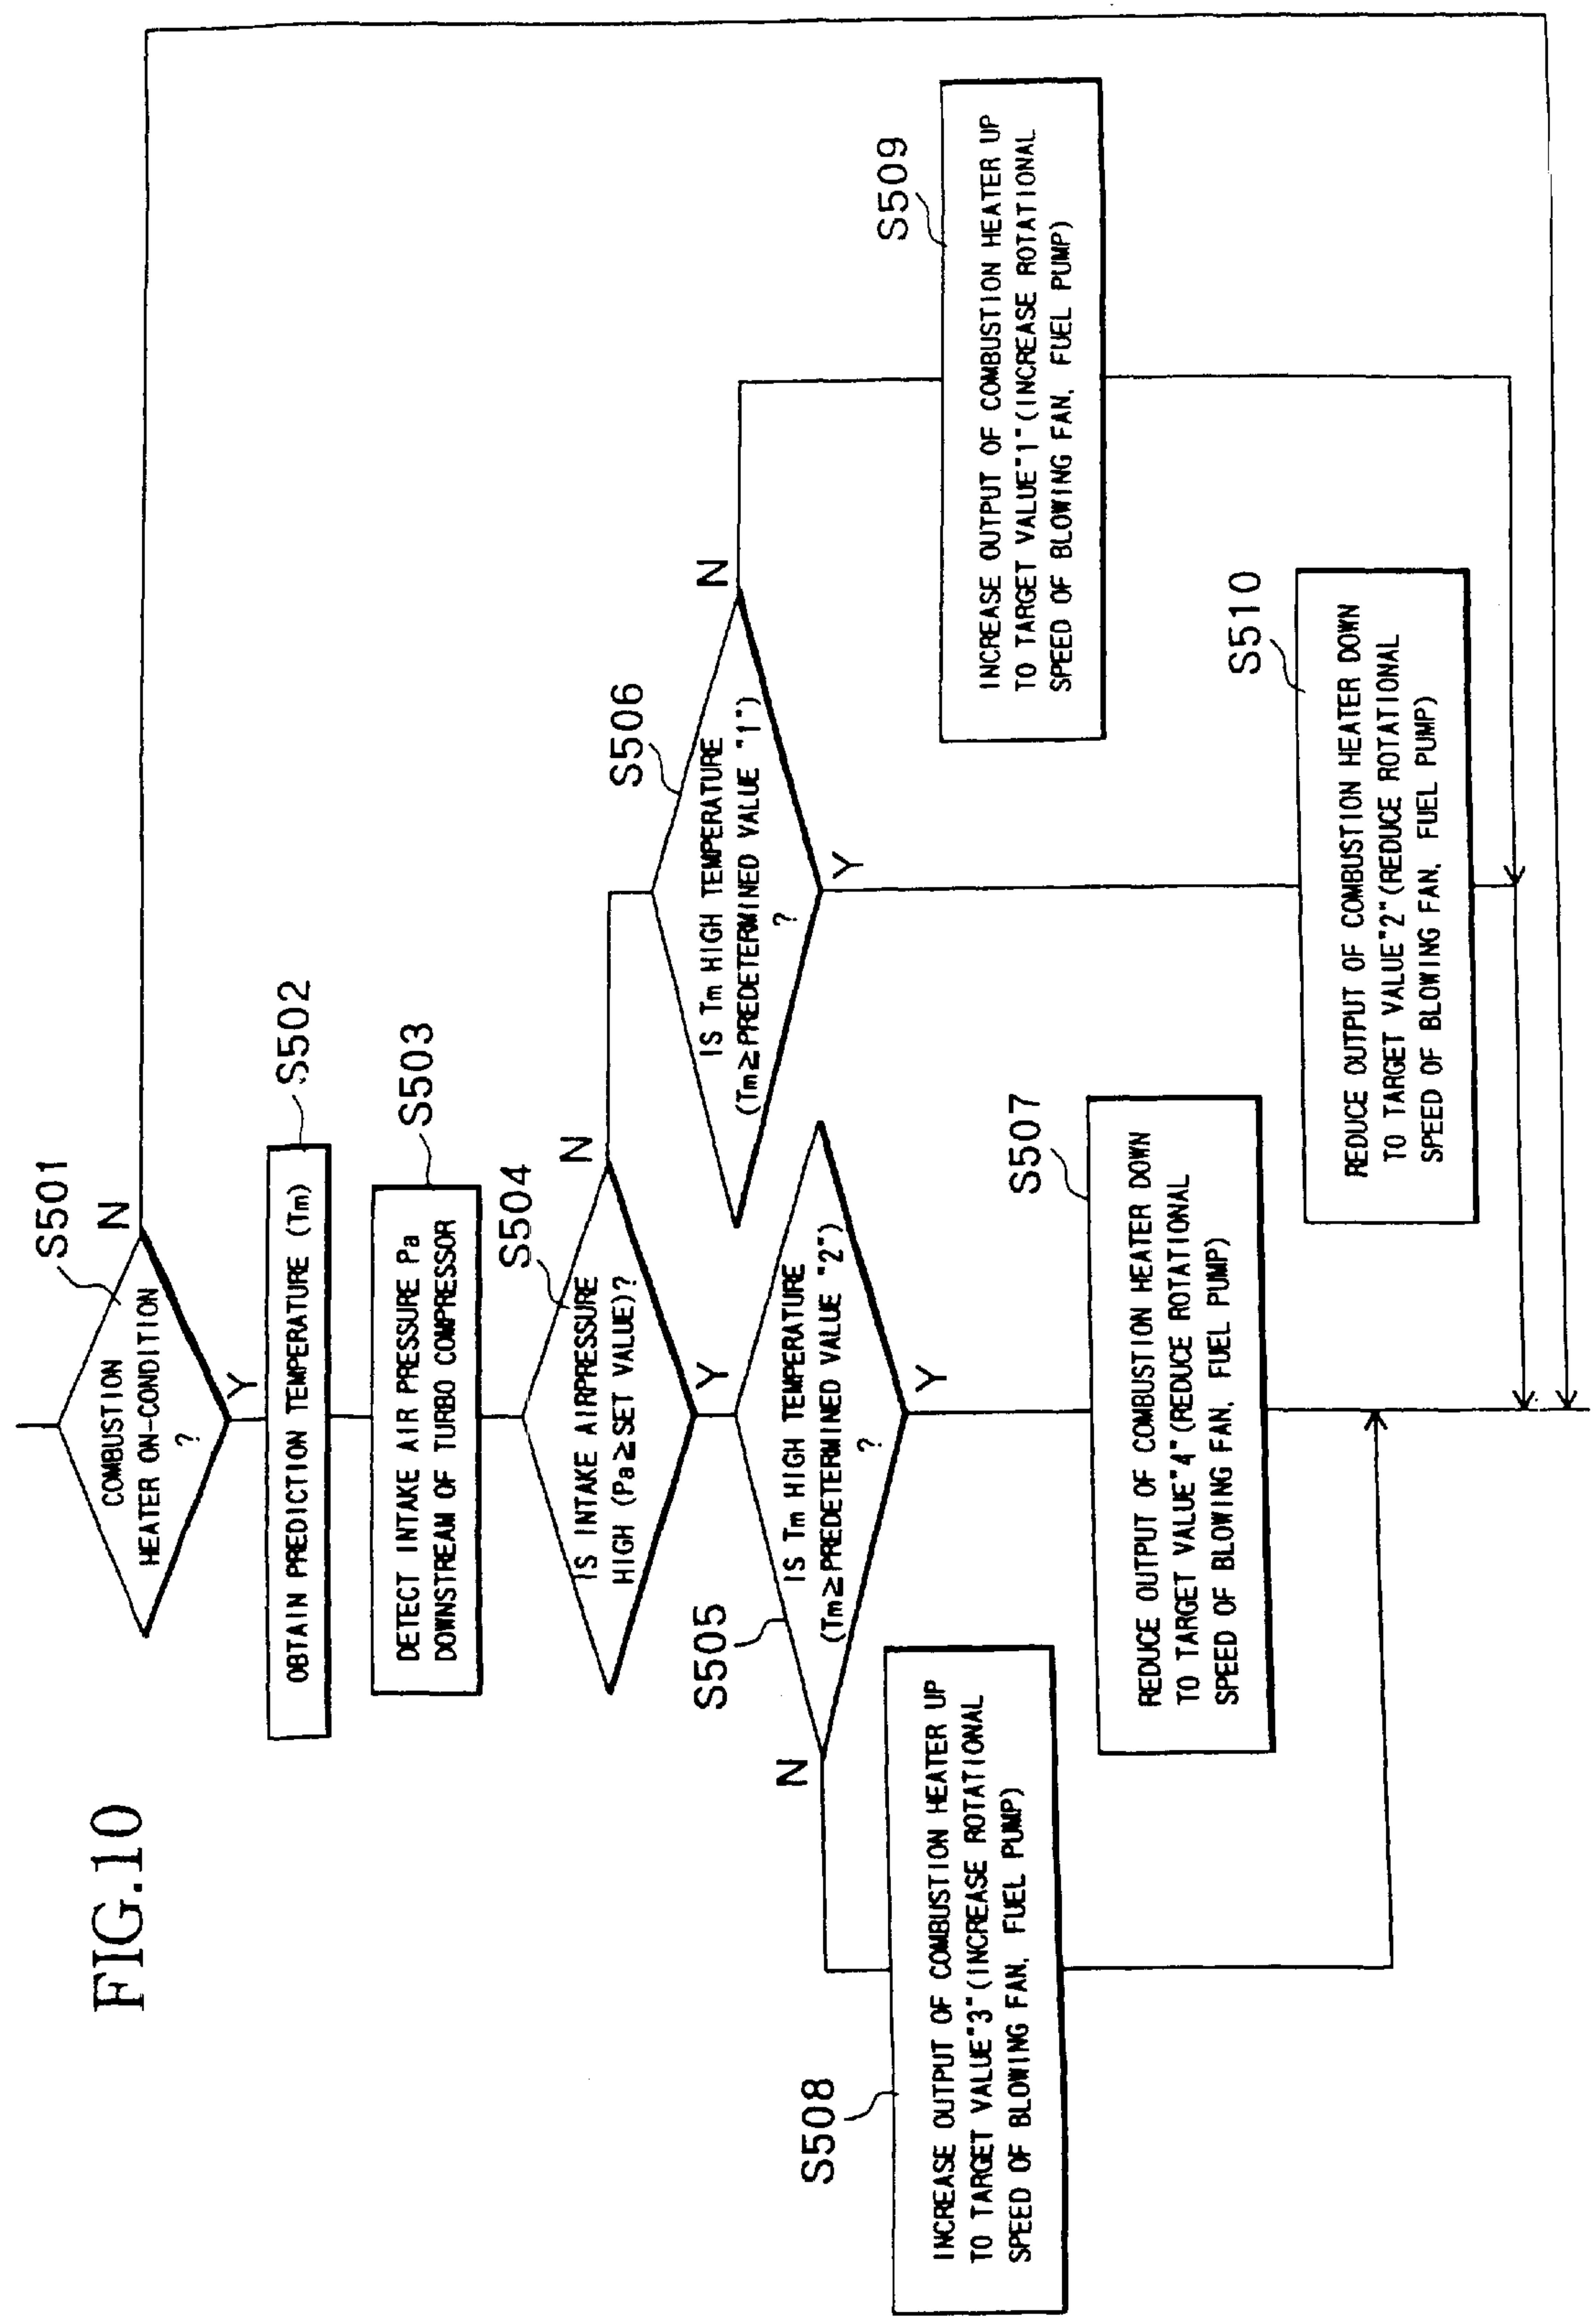 FIG.10
S501
COMBUSTION
HEATER ON-CONDITION
?
N
Y
S502
OBTAIN PREDICTION TEMPERATURE (Tm)
S503
DETECT INTAKE AIR PRESSURE Pa
DOWNSTREAM OF TURBO COMPRESSOR
S504
IS INTAKE AIRPRESSURE
HIGH (Pa≥SET VALUE)?
N
Y
S505
IS Tm HIGH TEMPERATURE
(Tm≥PREDETERMINED VALUE "2")
?
N
Y
S506
IS Tm HIGH TEMPERATURE
(Tm≥PREDETERMINED VALUE "1")
?
N
Y
S508
INCREASE OUTPUT OF COMBUSTION HEATER UP
TO TARGET VALUE"3"(INCREASE ROTATIONAL
SPEED OF BLOWING FAN, FUEL PUMP)
S507
REDUCE OUTPUT OF COMBUSTION HEATER DOWN
TO TARGET VALUE"4"(REDUCE ROTATIONAL
SPEED OF BLOWING FAN, FUEL PUMP)
S509
INCREASE OUTPUT OF COMBUSTION HEATER UP
TO TARGET VALUE"1"(INCREASE ROTATIONAL
SPEED OF BLOWING FAN, FUEL PUMP)
S510
REDUCE OUTPUT OF COMBUSTION HEATER DOWN
TO TARGET VALUE"2"(REDUCE ROTATIONAL
SPEED OF BLOWING FAN, FUEL PUMP)